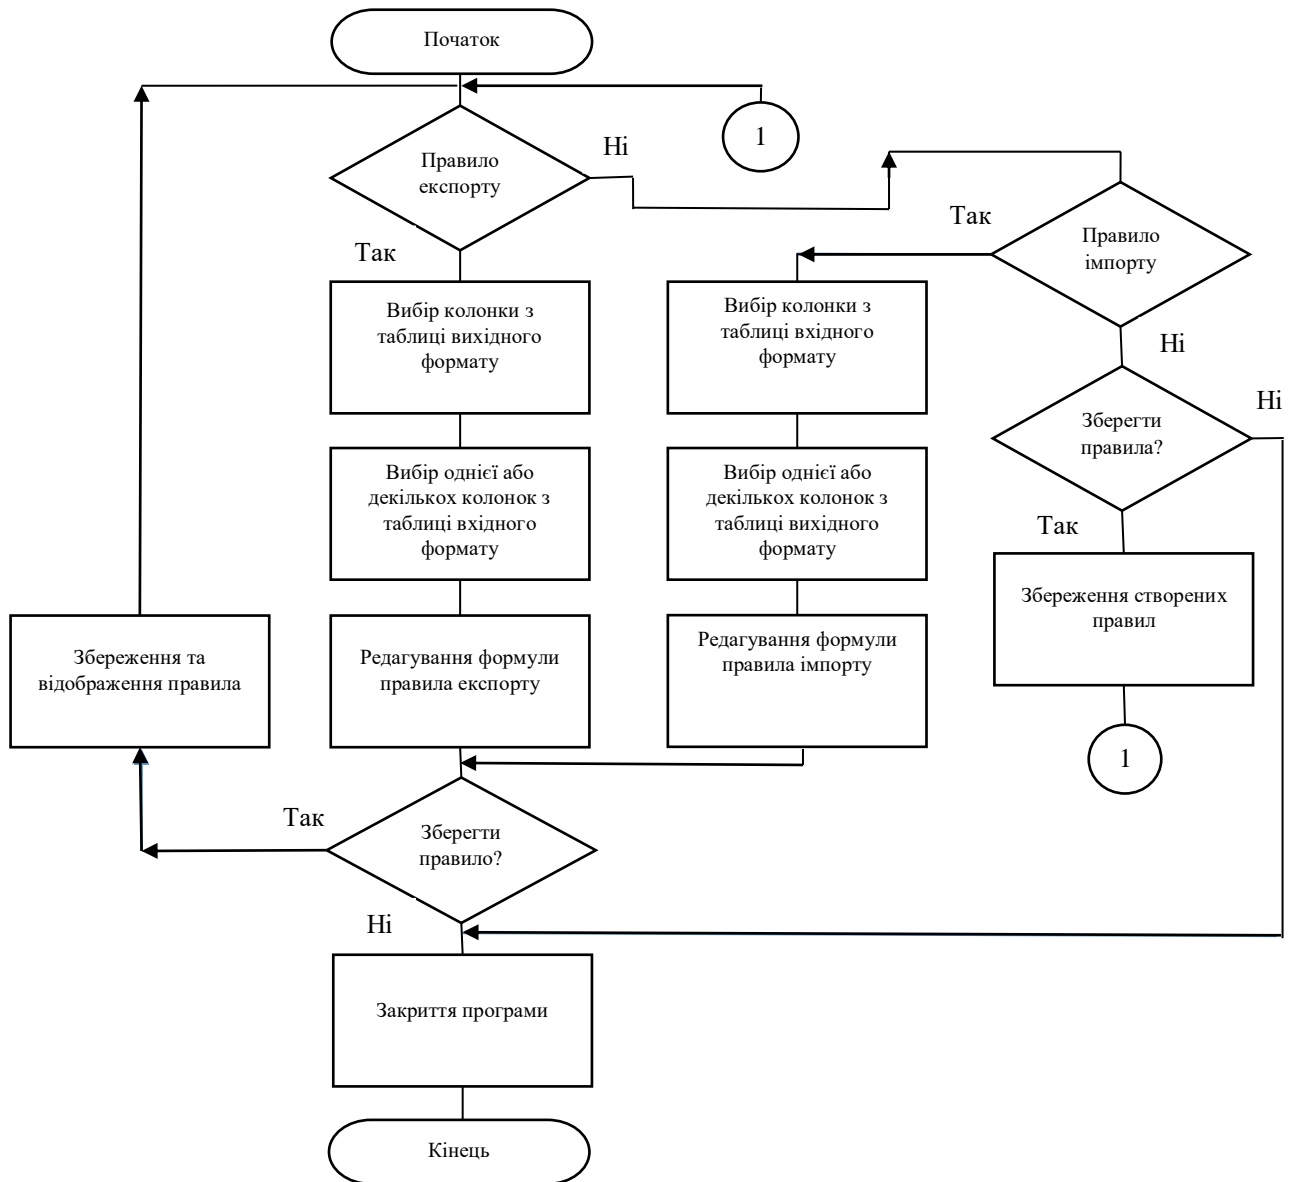 Початок
1
Правило
експорту
Ні
Так
Правило
імпорту
Так
Ні
Вибір колонки з
таблиці вихідного
формату
Вибір колонки з
таблиці вхідного
формату
Зберегти
правила?
Ні
Так
Вибір однієї або
декількох колонок з
таблиці вхідного
формату
Вибір однієї або
декількох колонок з
таблиці вихідного
формату
Збереження створених
правил
Збереження та
відображення правила
Редагування формули
правила експорту
Редагування формули
правила імпорту
1
Так
Зберегти
правило?
Ні
Закриття програми
Кінець